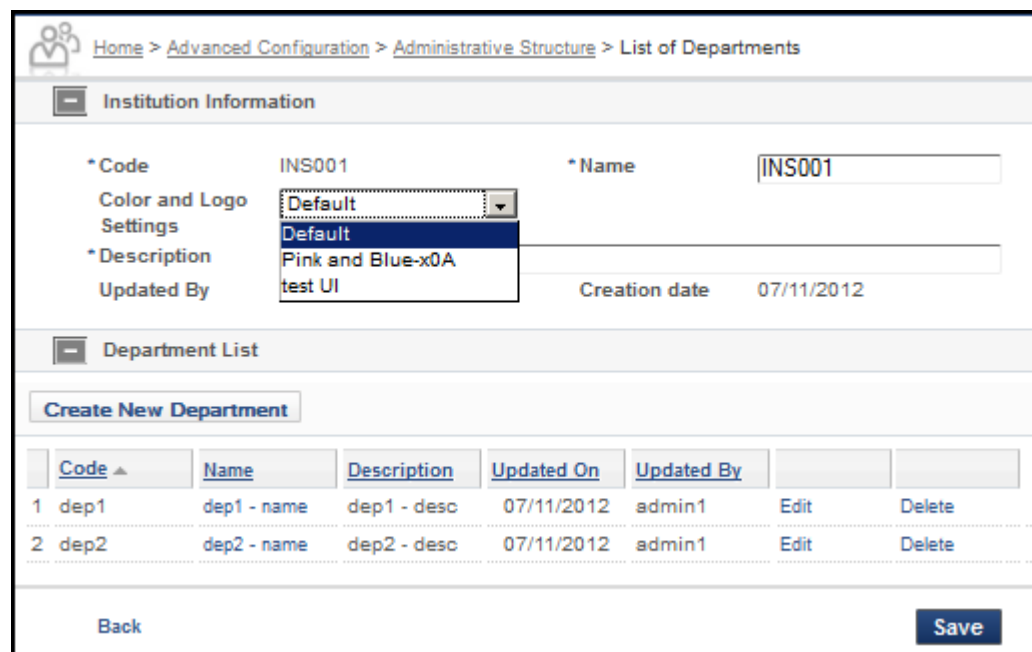 Home > Advanced Configuration > Administrative Structure > List of Departments
Institution Information
*Code INS001 *Name INS001
Color and Logo Settings Default
Default
*Description Pink and Blue-x0A
Updated By test UI Creation date 07/11/2012
Department List
Create New Department
Code Name Description Updated On Updated By
1 dep1 dep1 - name dep1 - desc 07/11/2012 admin1 Edit Delete
2 dep2 dep2 - name dep2 - desc 07/11/2012 admin1 Edit Delete
Back Save